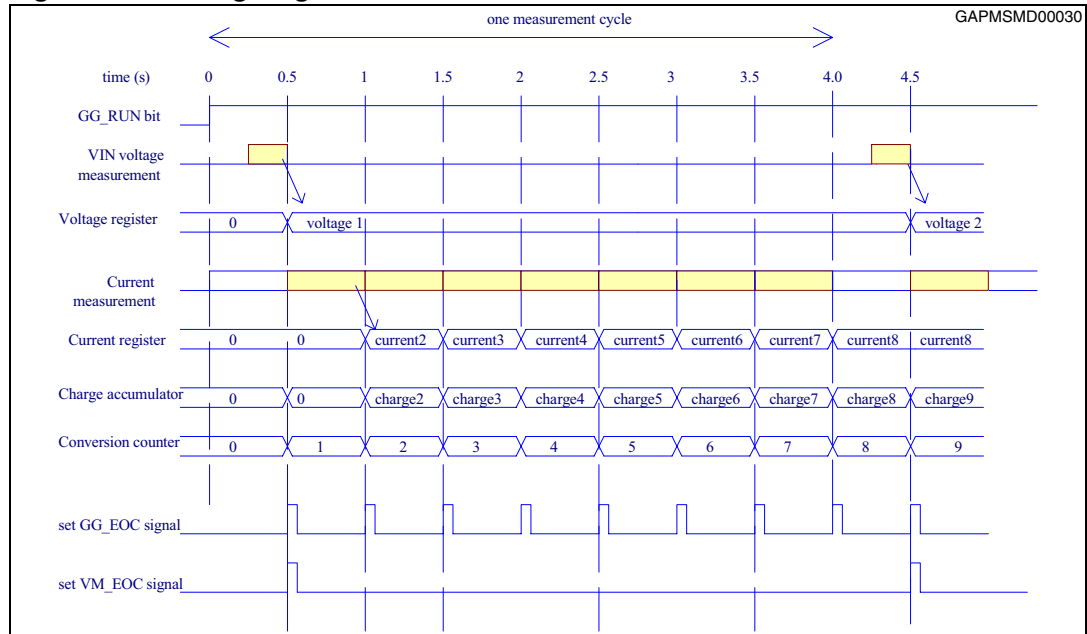 one measurement cycle
GAPMSMD00030
time (s) 0 0.5 1 1.5 2 2.5 3 3.5 4.0 4.5
GG_RUN bit
VIN voltage
measurement
Voltage register 0 voltage 1 voltage 2
Current
measurement
Current register 0 0 current2 current3 current4 current5 current6 current7 current8 current8
Charge accumulator 0 0 charge2 charge3 charge4 charge5 charge6 charge7 charge8 charge9
Conversion counter 0 1 2 3 4 5 6 7 8 9
set GG_EOC signal
set VM_EOC signal